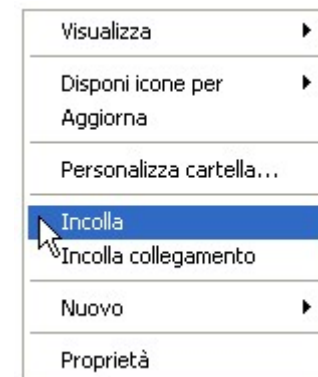 Visualizza
Disponi icone per
Aggiorna
Personalizza cartella...
Incolla
Incolla collegamento
Nuovo
Proprietà